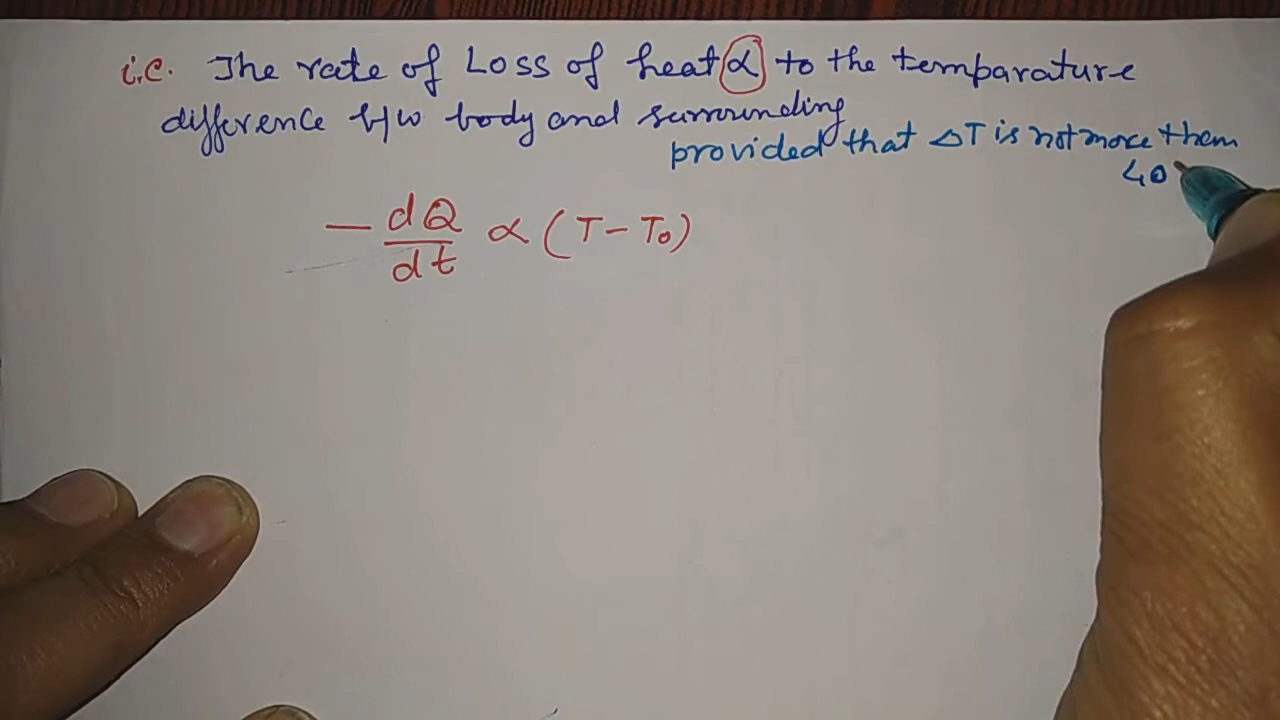 i.e. The rate of Loss of heat ∝ to the temparature
difference b/w body and surrounding
provided that ΔT is not more them
40
- dQ/dt ∝ (T - T₀)